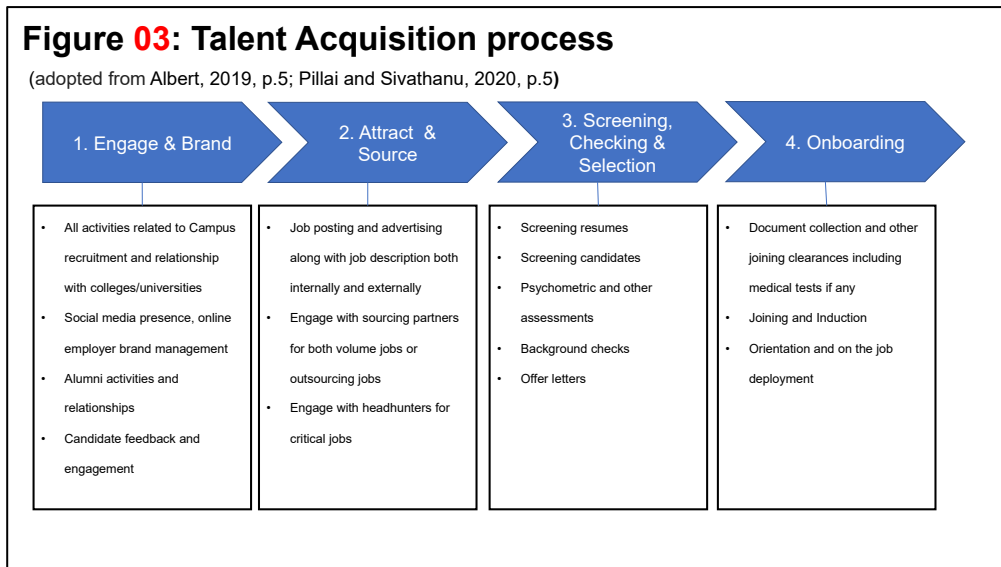 Figure 03: Talent Acquisition process
(adopted from Albert, 2019, p.5; Pillai and Sivathanu, 2020, p.5)
1. Engage & Brand
2. Attract &
Source
3. Screening,
Checking &
Selection
4. Onboarding
• All activities related to Campus
recruitment and relationship
with colleges/universities
• Social media presence, online
employer brand management
• Alumni activities and
relationships
• Candidate feedback and
engagement
• Job posting and advertising
along with job description both
internally and externally
• Engage with sourcing partners
for both volume jobs or
outsourcing jobs
• Engage with headhunters for
critical jobs
• Screening resumes
• Screening candidates
• Psychometric and other
assessments
• Background checks
• Offer letters
• Document collection and other
joining clearances including
medical tests if any
• Joining and Induction
• Orientation and on the job
deployment